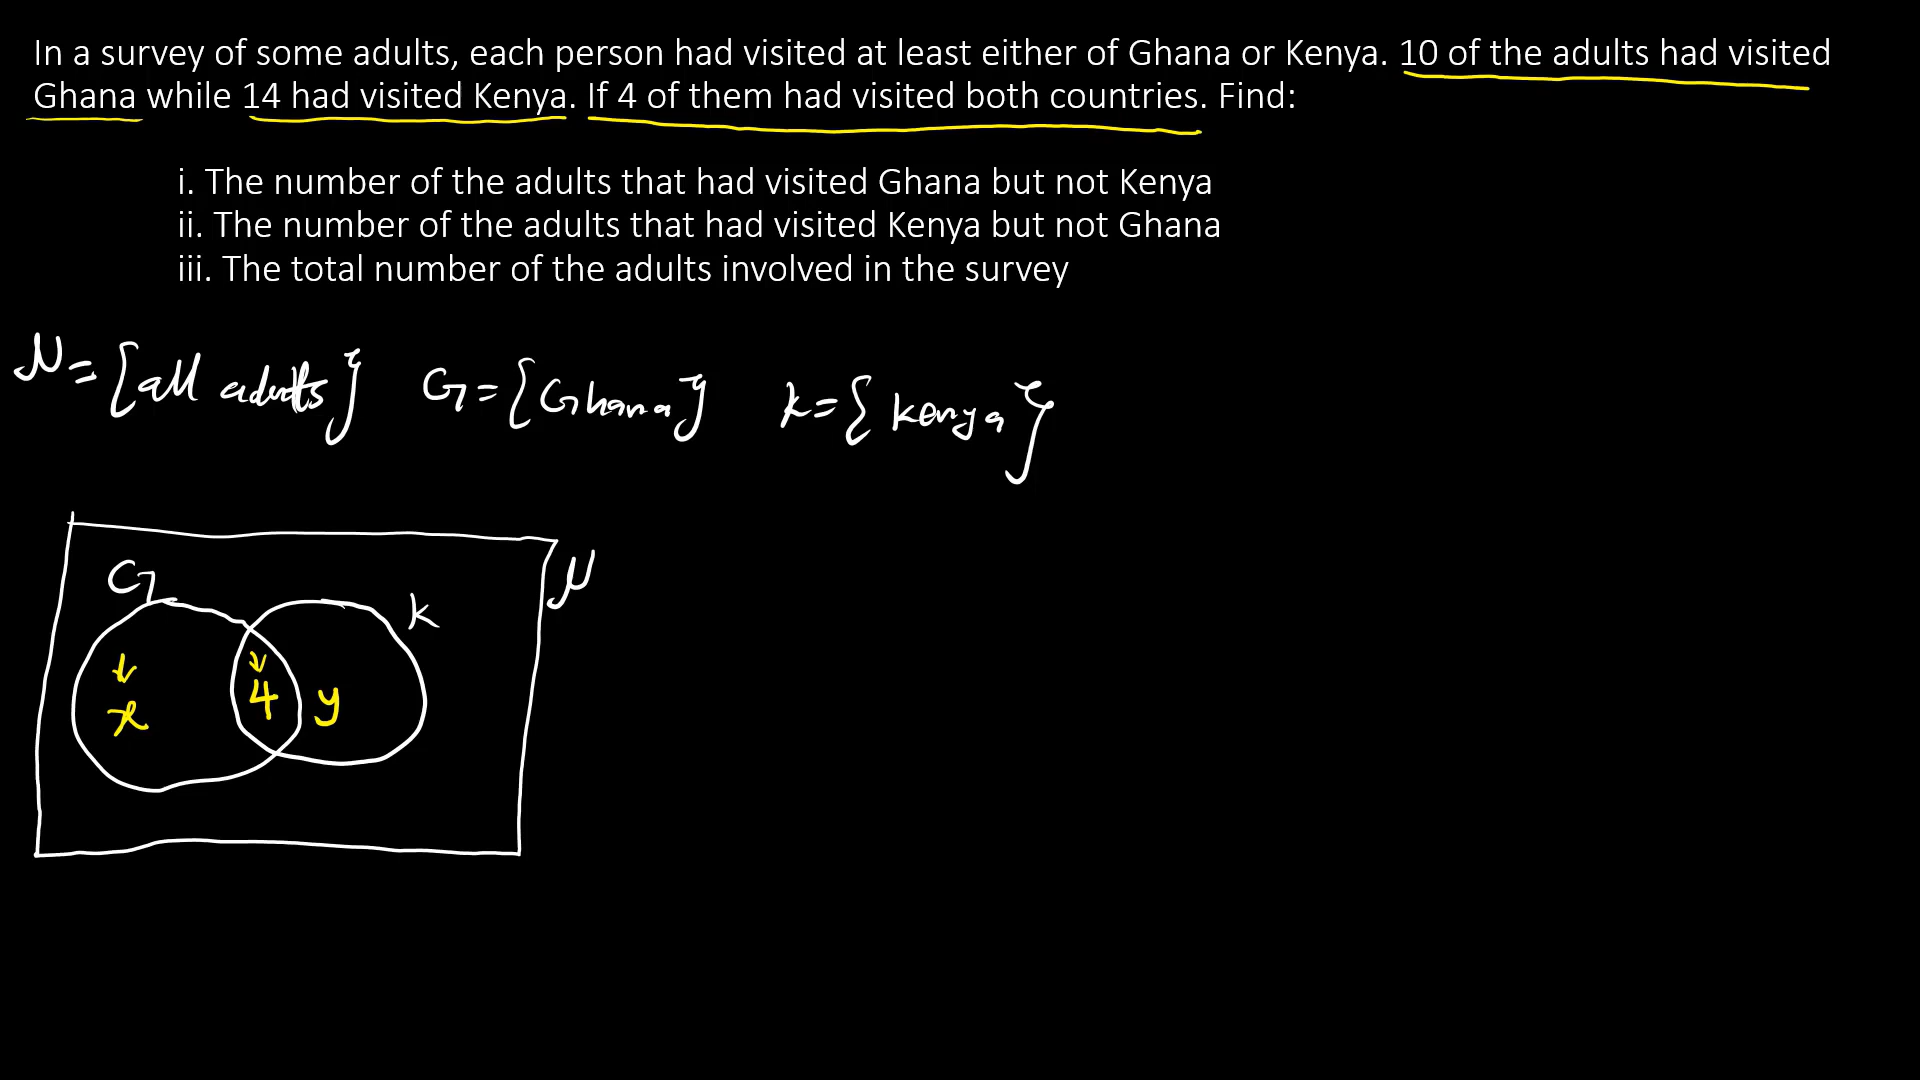 In a survey of some adults, each person had visited at least either of Ghana or Kenya. 10 of the adults had visited
Ghana while 14 had visited Kenya. If 4 of them had visited both countries. Find:
i. The number of the adults that had visited Ghana but not Kenya
ii. The number of the adults that had visited Kenya but not Ghana
iii. The total number of the adults involved in the survey
μ= {all adults} G={Ghana} K={Kenya}
μ
G
K
x 4 y